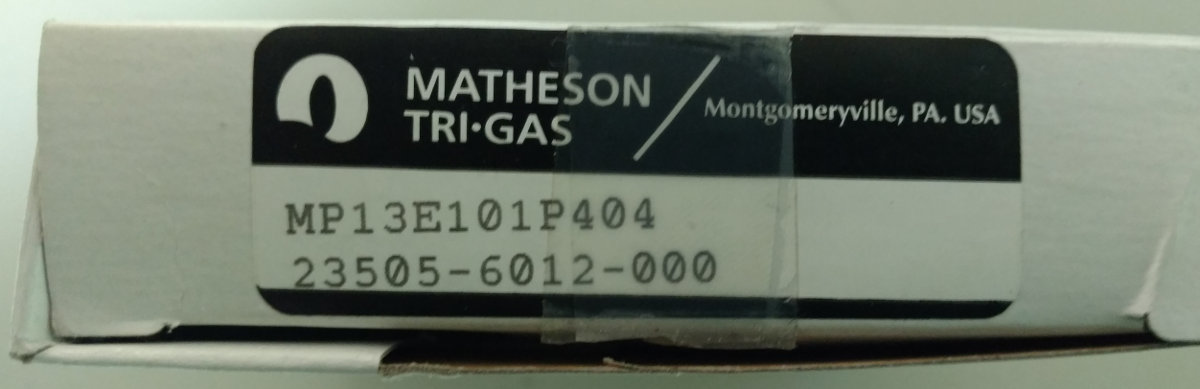 MATHESON
TRI•GAS
Montgomeryville, PA. USA
MP13E101P404
23505-6012-000